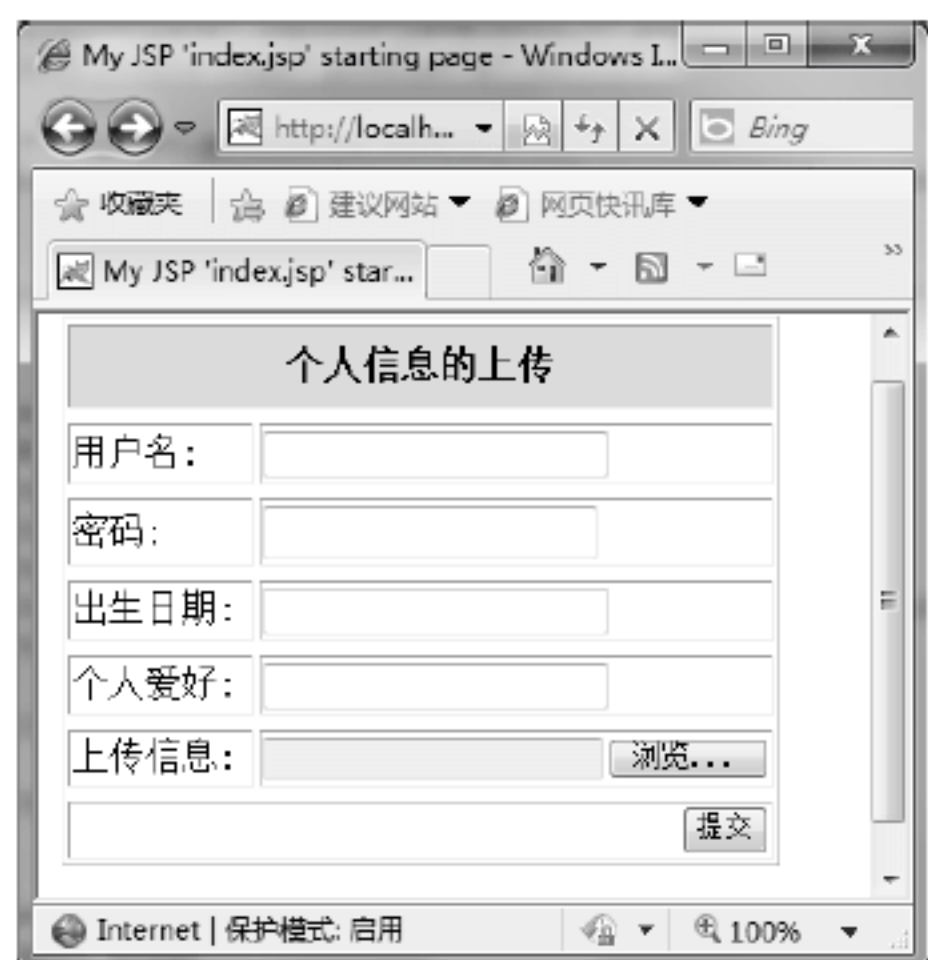 My JSP 'index.jsp' starting page - Windows I...
http://localh...
Bing
收藏夹
建议网站
网页快讯库
My JSP 'index.jsp' star...
个人信息的上传
用户名:
密码:
出生日期:
个人爱好:
上传信息:
浏览...
提交
Internet | 保护模式: 启用
100%